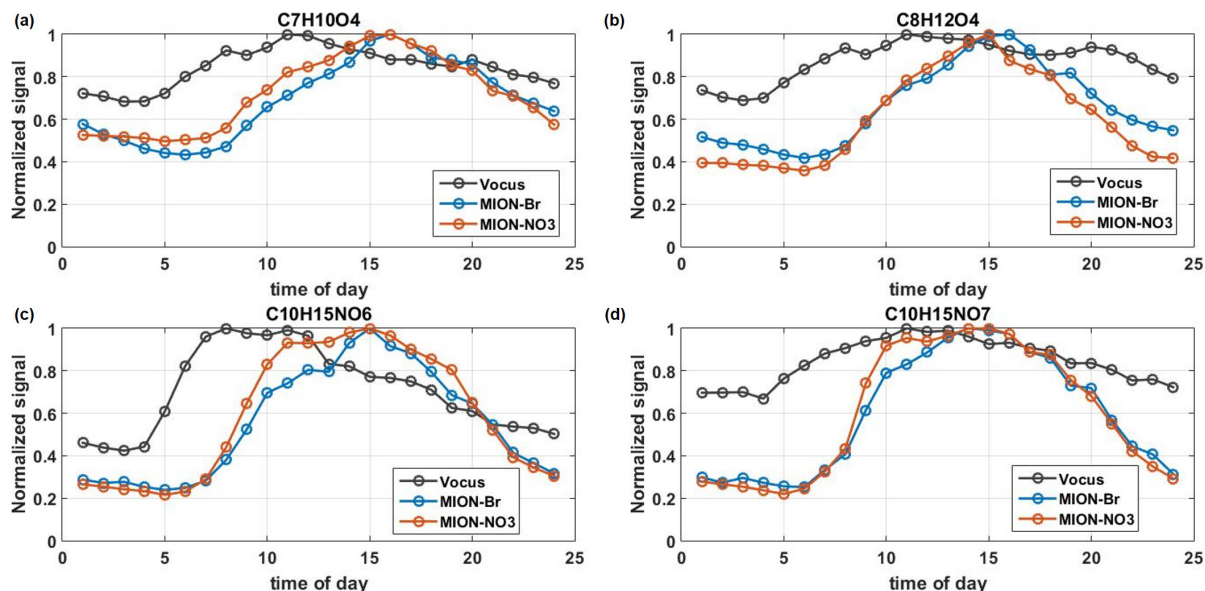 (a)
C7H10O4
Normalized signal
1
0.8
0.6
0.4
0.2
0
0 5 10 15 20 25
time of day
Vocus
MION-Br
MION-NO3
(b)
C8H12O4
Normalized signal
1
0.8
0.6
0.4
0.2
0
0 5 10 15 20 25
time of day
Vocus
MION-Br
MION-NO3
(c)
C10H15NO6
Normalized signal
1
0.8
0.6
0.4
0.2
0
0 5 10 15 20 25
time of day
Vocus
MION-Br
MION-NO3
(d)
C10H15NO7
Normalized signal
1
0.8
0.6
0.4
0.2
0
0 5 10 15 20 25
time of day
Vocus
MION-Br
MION-NO3